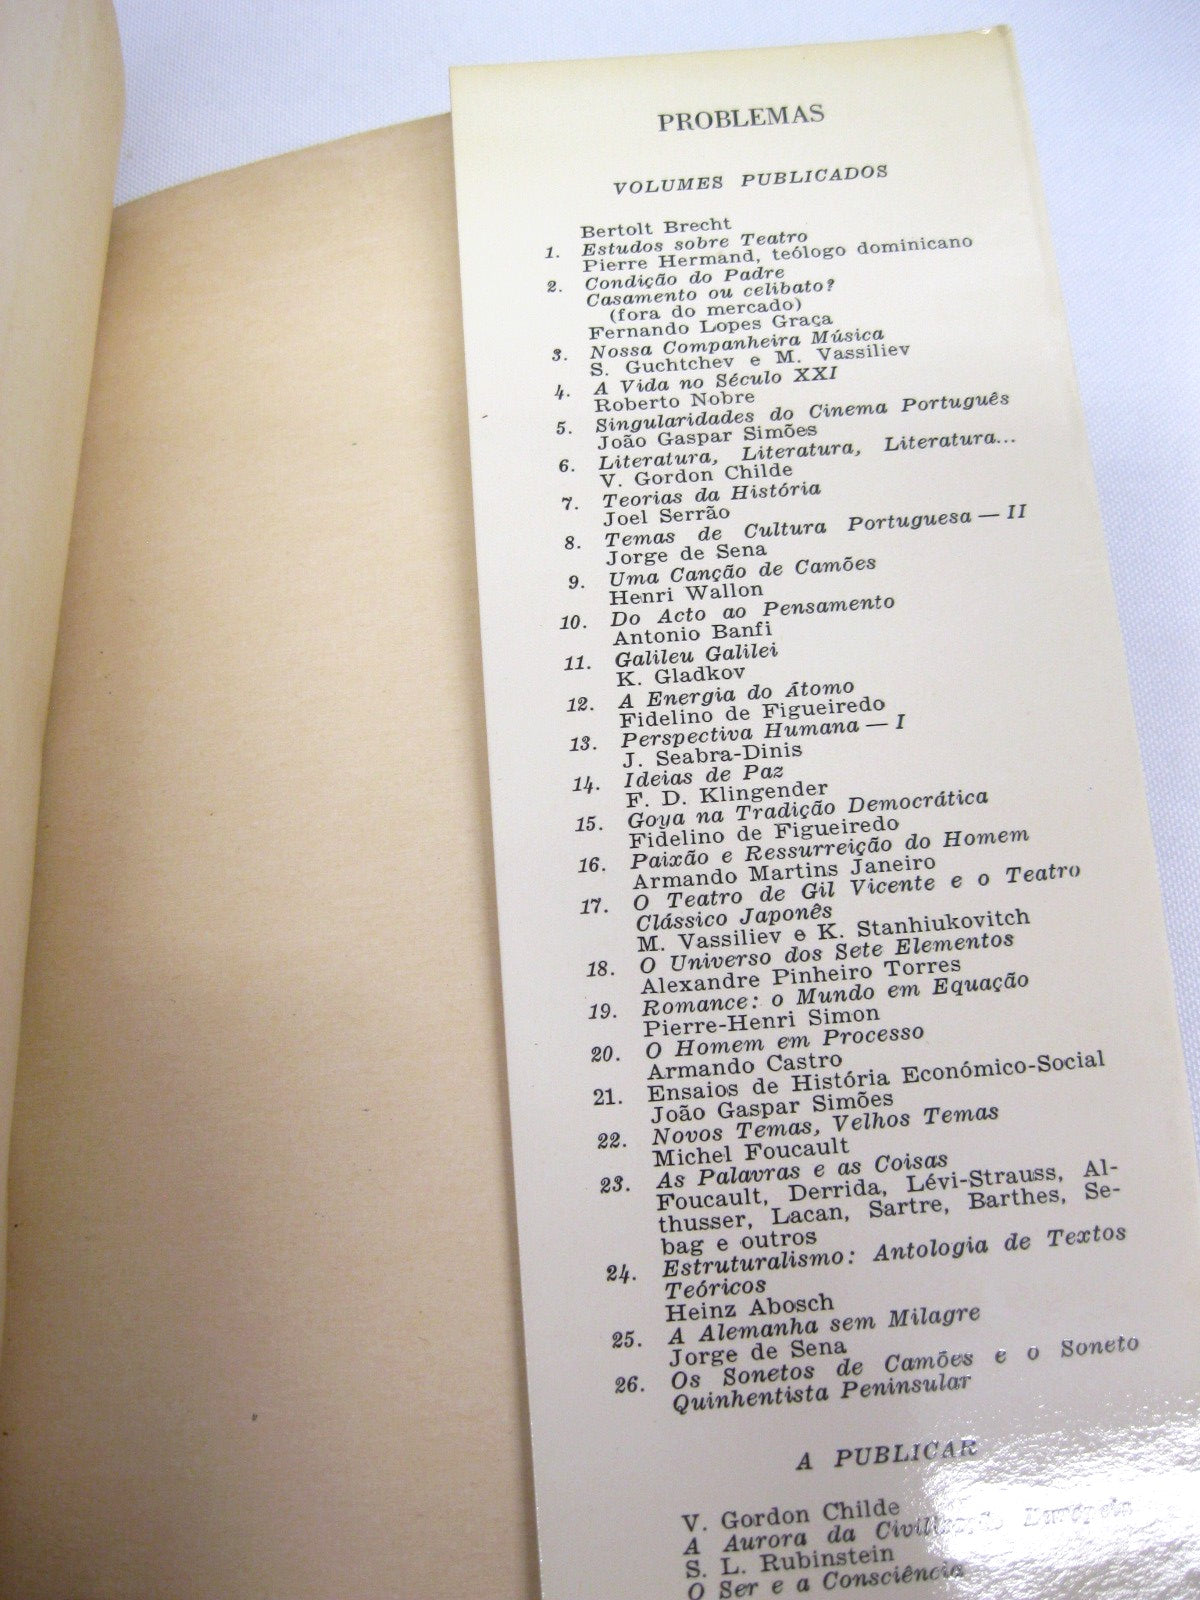 PROBLEMAS
VOLUMES PUBLICADOS
Bertolt Brecht
1. Estudos sobre Teatro
Pierre Hermand, teólogo dominicano
2. Condição do Padre
Casamento ou celibato?
(fora do mercado)
Fernando Lopes Graça
3. Nossa Companheira Música
S. Guchtchev e M. Vassiliev
4. A Vida no Século XXI
Roberto Nobre
5. Singularidades do Cinema Português
João Gaspar Simões
6. Literatura, Literatura, Literatura...
V. Gordon Childe
7. Teorias da História
Joel Serrão
8. Temas de Cultura Portuguesa — II
Jorge de Sena
9. Uma Canção de Camões
Henri Wallon
10. Do Acto ao Pensamento
Antonio Banfi
11. Galileu Galilei
K. Gladkov
12. A Energia do Átomo
Fidelino de Figueiredo
13. Perspectiva Humana — I
J. Seabra-Dinis
14. Ideias de Paz
F. D. Klingender
15. Goya na Tradição Democrática
Fidelino de Figueiredo
16. Paixão e Ressurreição do Homem
Armando Martins Janeiro
17. O Teatro de Gil Vicente e o Teatro
Clássico Japonês
M. Vassiliev e K. Stanhiukovitch
18. O Universo dos Sete Elementos
Alexandre Pinheiro Torres
19. Romance: o Mundo em Equação
Pierre-Henri Simon
20. O Homem em Processo
Armando Castro
21. Ensaios de História Económico-Social
João Gaspar Simões
22. Novos Temas, Velhos Temas
Michel Foucault
23. As Palavras e as Coisas
Foucault, Derrida, Lévi-Strauss, Al-
thusser, Lacan, Sartre, Barthes, Se-
bag e outros
24. Estruturalismo: Antologia de Textos
Teóricos
Heinz Abosch
25. A Alemanha sem Milagre
Jorge de Sena
26. Os Sonetos de Camões e o Soneto
Quinhentista Peninsular
A PUBLICAR
V. Gordon Childe
A Aurora da Civilização Europeia
S. L. Rubinstein
O Ser e a Consciência